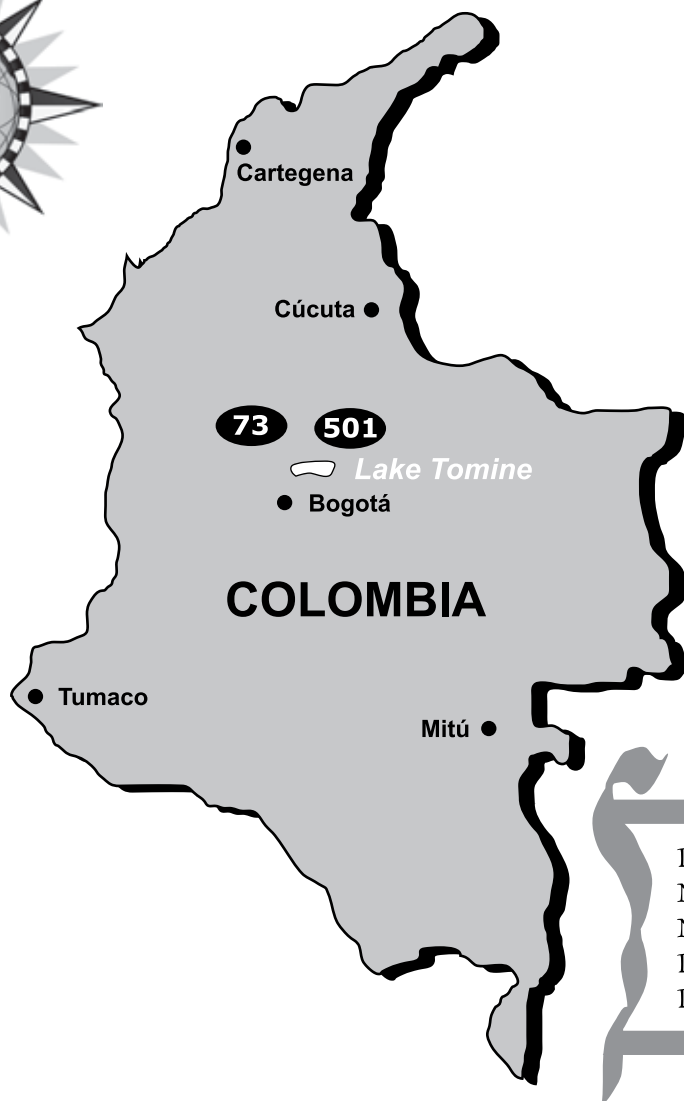 Cartegena
Cúcuta
73
501
Lake Tomine
Bogotá
COLOMBIA
Tumaco
Mitú